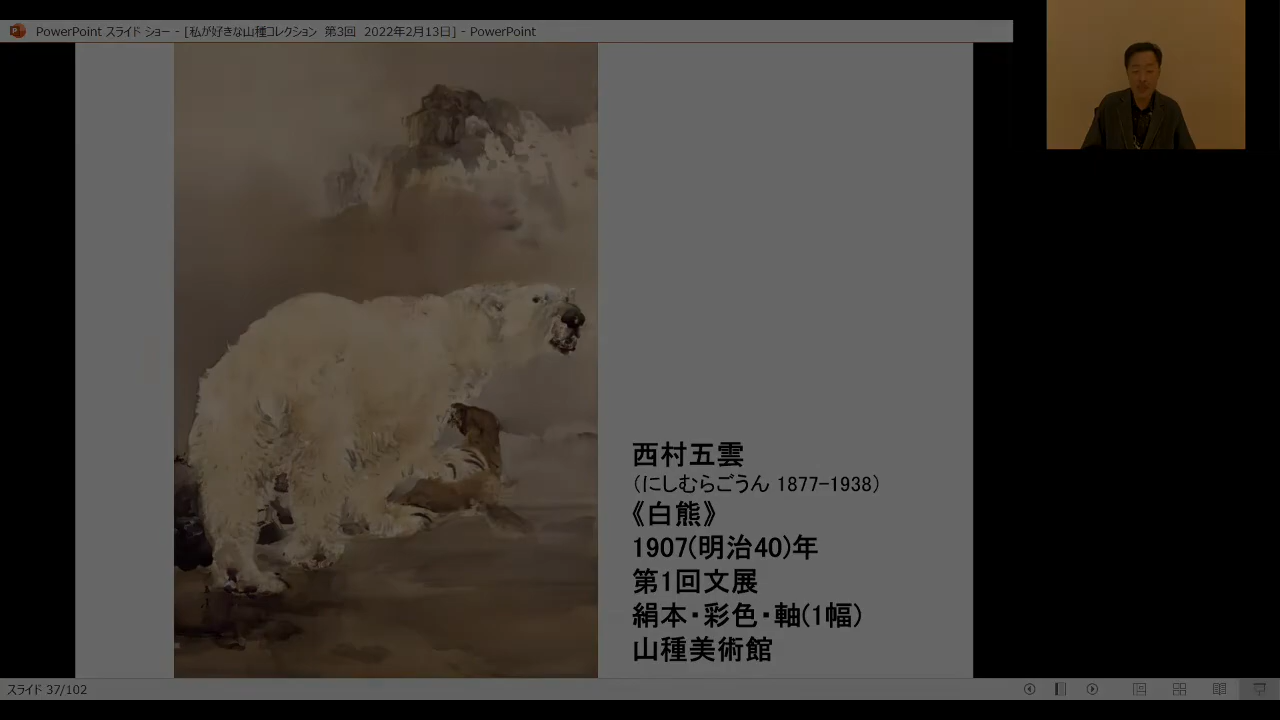 PowerPoint スライド ショー - [私が好きな山種コレクション 第3回 2022年2月13日] - PowerPoint
西村五雲
（にしむらごうん 1877-1938）
《白熊》
1907(明治40)年
第1回文展
絹本・彩色・軸(1幅)
山種美術館
スライド 37/102